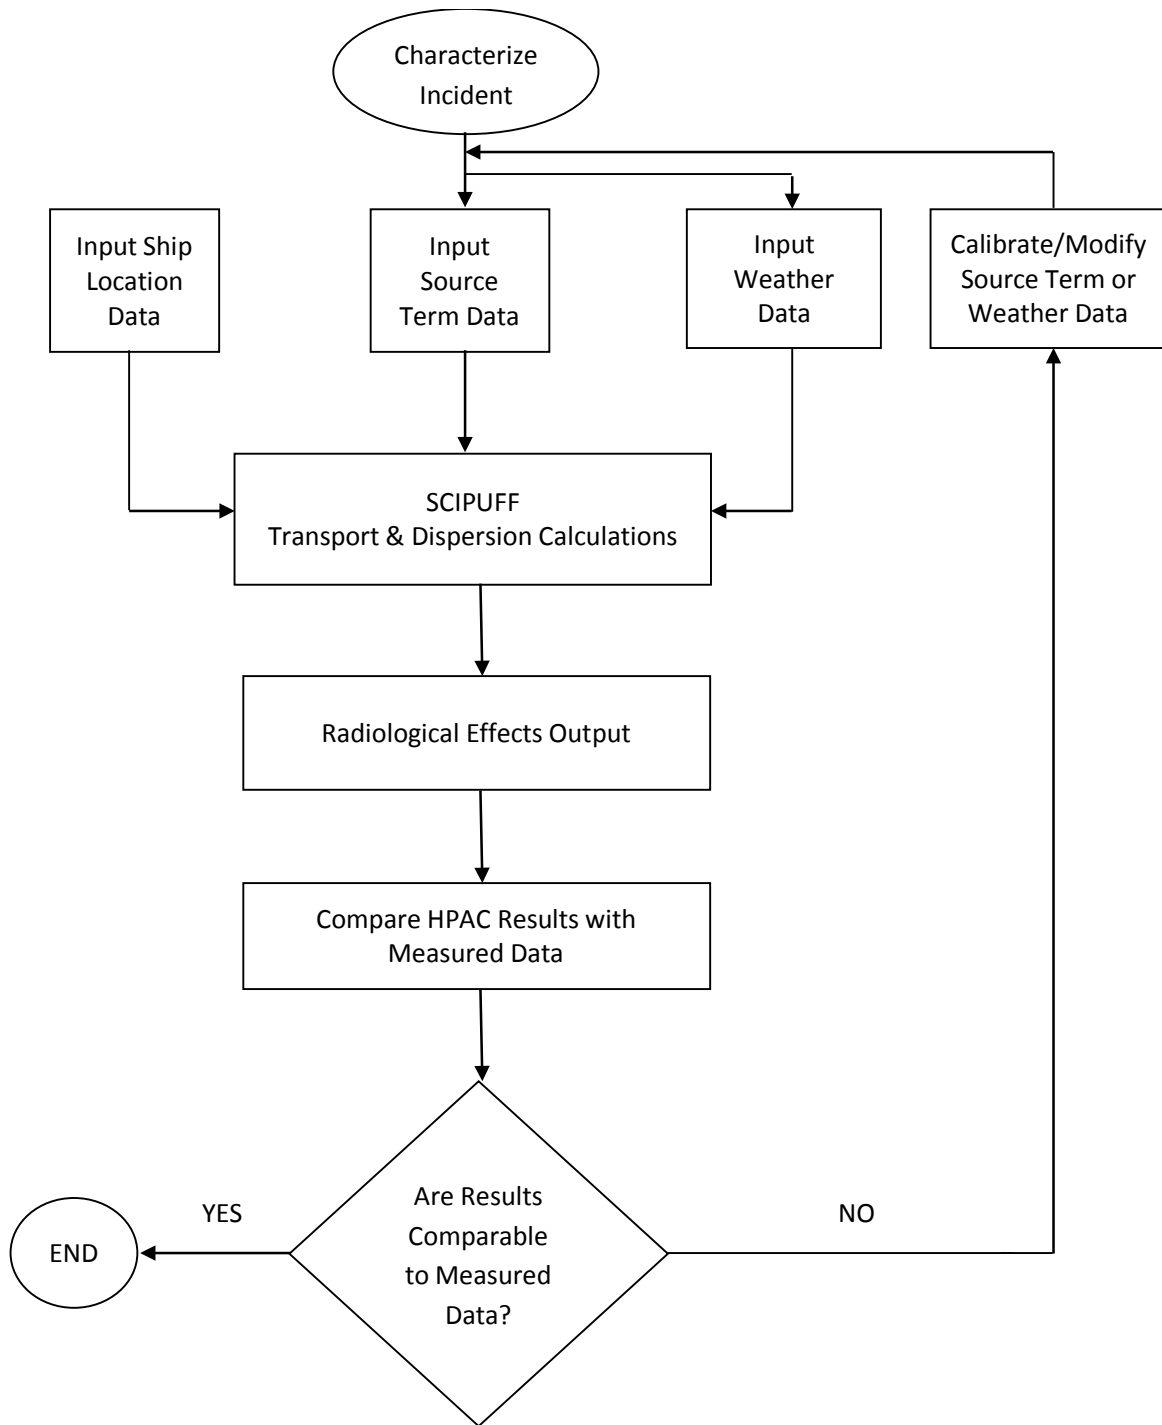 Characterize
Incident
Input Ship
Location
Data
Input
Source
Term Data
Input
Weather
Data
Calibrate/Modify
Source Term or
Weather Data
SCIPUFF
Transport & Dispersion Calculations
Radiological Effects Output
Compare HPAC Results with
Measured Data
Are Results
Comparable
to Measured
Data?
YES
NO
END